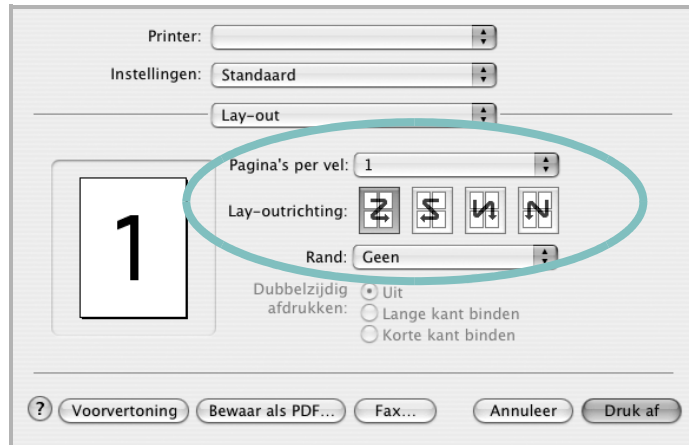 Printer:
Instellingen: Standaard
Lay-out
Pagina's per vel: 1
Lay-outrichting:
1
Rand: Geen
Dubbelzijdig afdrukken: Uit
Lange kant binden
Korte kant binden
? Voorvertoning Bewaar als PDF... Fax... Annuleer Druk af